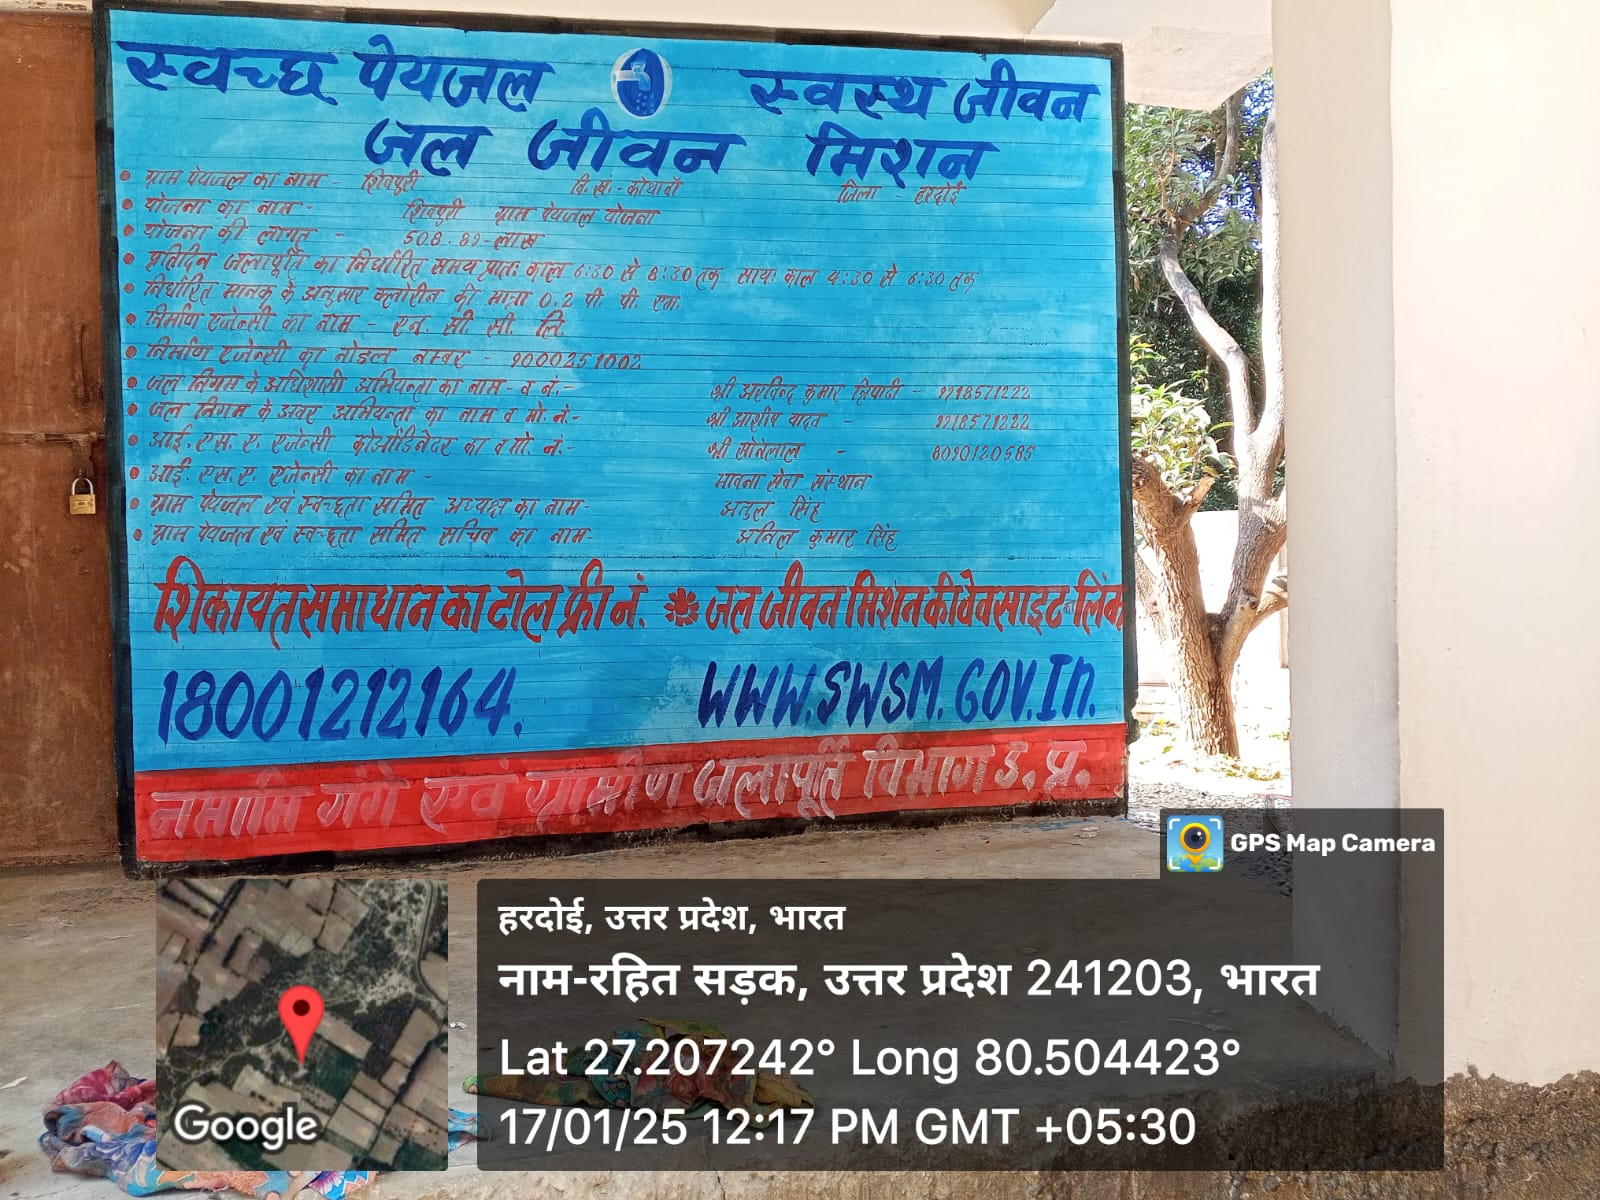 स्वच्छ पेयजल स्वस्थ जीवन
जल जीवन मिशन
• ग्राम पेयजल का नाम - शिवपुरी वि.खं.- कोथावाँ जिला - हरदोई
• योजना का नाम - शिवपुरी ग्राम पेयजल योजना
• योजना की लागत - 508.89-लाख
• प्रतिदिन जलापूर्ति का निर्धारित समय प्रातः काल 6:30 से 8:30 तक सायः काल 4:30 से 6:30 तक
• निर्धारित मानक के अनुसार क्लोरीन की मात्रा 0.2 पी पी. एम.
• निर्माण एजेन्सी का नाम - एन. सी. सी. लि.
• निर्माण एजेन्सी का नोडल नम्बर -
• जल निगम के अधिशासी अभियन्ता का नाम - व नं.- श्री अरविन्द कुमार त्रिपाठी -
• जल निगम के अवर अभियन्ता का नाम व मो. नं.- श्री आशीष यादव -
• आई. एस. ए. एजेन्सी कोऑर्डिनेटर का व मो. नं.- श्री सोनेलाल - 8090120585
• आई. एस. ए. एजेन्सी का नाम - भावना सेवा संस्थान
• ग्राम पेयजल एवं स्वच्छता समित अध्यक्ष का नाम- अतुल सिंह
• ग्राम पेयजल एवं स्वच्छता समित सचिव का नाम- अनिल कुमार सिंह
शिकायत समाधान का टोल फ्री नं. जल जीवन मिशन की वेवसाइट का लिंक
18001212164. WWW.SWSM.GOV.In.
नमामि गंगे एवं ग्रामीण जलापूर्ति विभाग उ. प्र.
GPS Map Camera
हरदोई, उत्तर प्रदेश, भारत
नाम-रहित सड़क, उत्तर प्रदेश 241203, भारत
Lat 27.207242° Long 80.504423°
17/01/25 12:17 PM GMT +05:30
Google